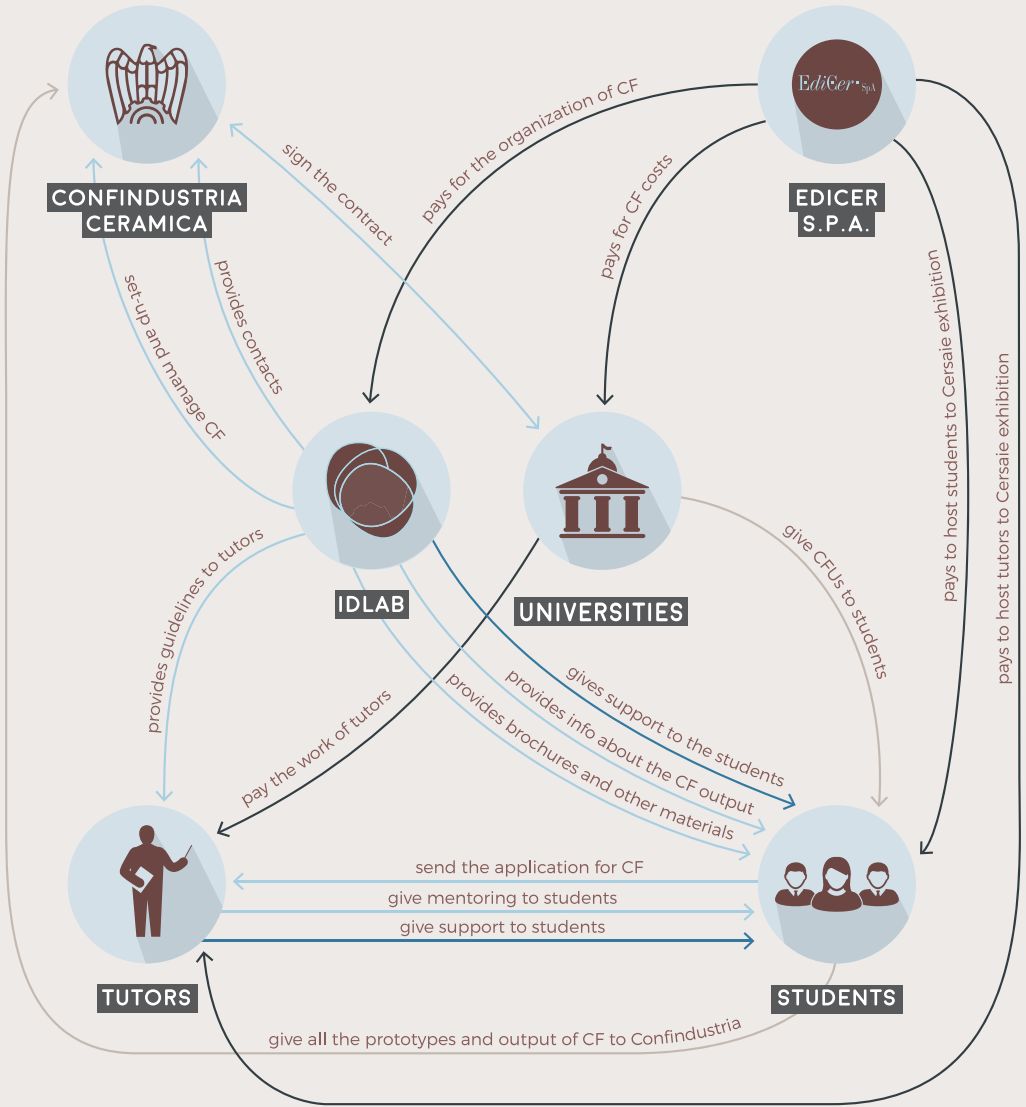 EdiCer SpA
CONFINDUSTRIA
CERAMICA
EDICER
S.P.A.
pays for the organization of CF
sign the contract
pays for CF costs
set-up and manage CF
provides contacts
pays to host students to Cersaie exhibition
pays to host tutors to Cersaie exhibition
IDLAB
UNIVERSITIES
provides guidelines to tutors
give CFUs to students
pay the work of tutors
gives support to the students
provides info about the CF output
provides brochures and other materials
send the application for CF
give mentoring to students
give support to students
TUTORS
STUDENTS
give all the prototypes and output of CF to Confindustria